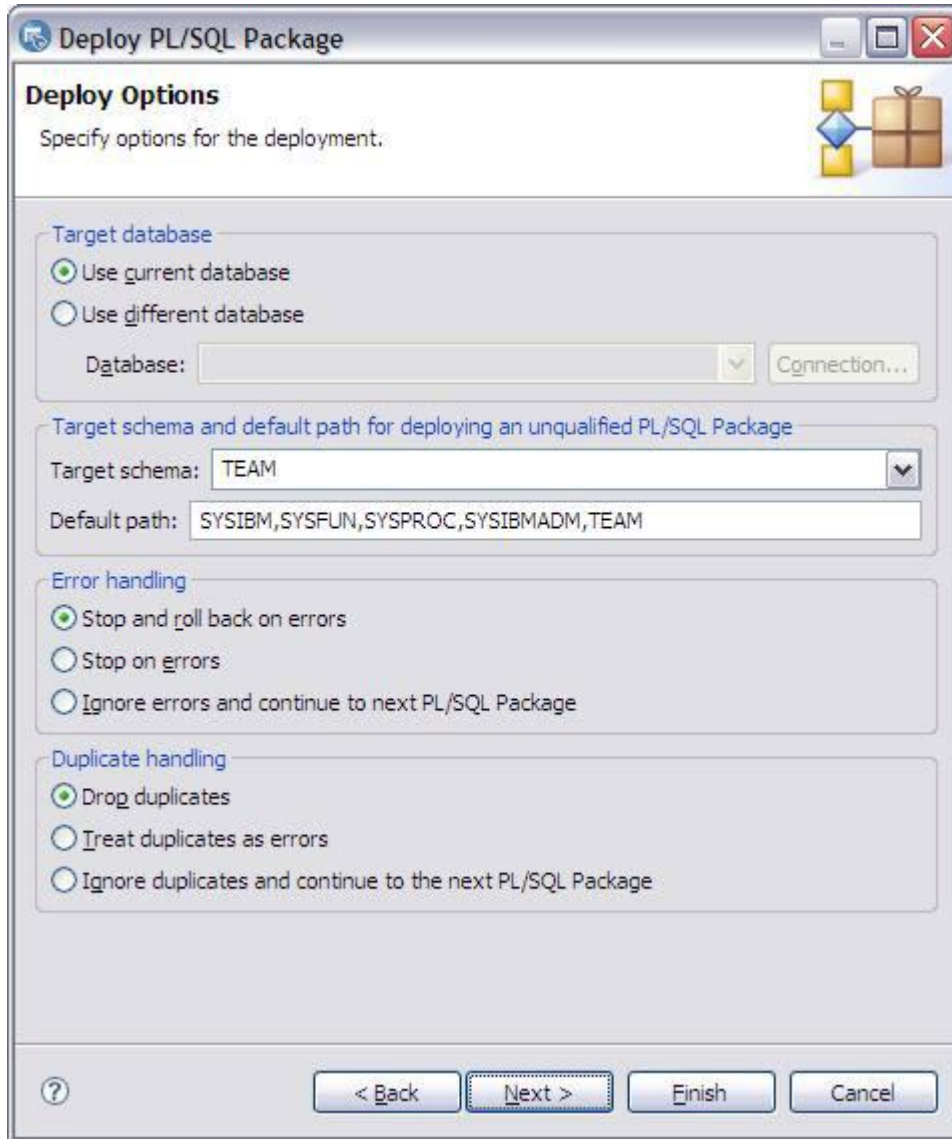 Deploy PL/SQL Package
Deploy Options
Specify options for the deployment.
Target database
Use current database
Use different database
Database: Connection...
Target schema and default path for deploying an unqualified PL/SQL Package
Target schema: TEAM
Default path: SYSIBM,SYSFUN,SYSPROC,SYSIBMADM,TEAM
Error handling
Stop and roll back on errors
Stop on errors
Ignore errors and continue to next PL/SQL Package
Duplicate handling
Drop duplicates
Treat duplicates as errors
Ignore duplicates and continue to the next PL/SQL Package
? < Back Next > Finish Cancel